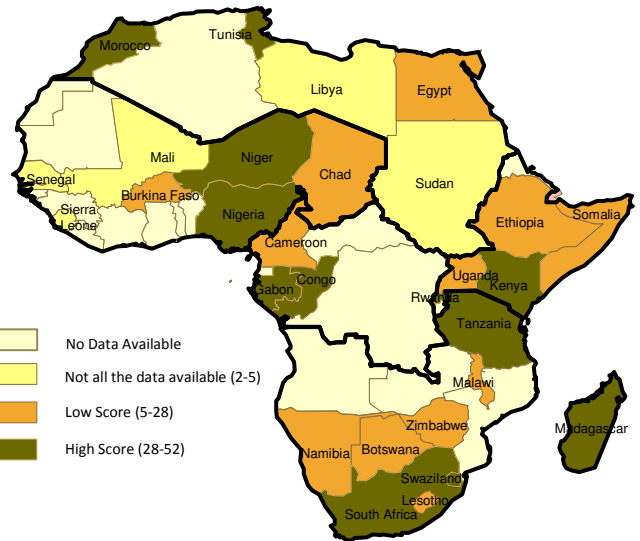 Tunisia
Morocco
Libya
Egypt
Mali
Niger
Chad
Senegal
Sudan
Burkina Faso
Sierra
Leone
Nigeria
Somalia
Ethiopia
Cameroon
Uganda
Congo
Gabon
Kenya
Rwanda
Tanzania
No Data Available
Not all the data available (2-5)
Malawi
Low Score (5-28)
Zimbabwe
Madagascar
High Score (28-52)
Namibia
Botswana
Swaziland
Lesotho
South Africa